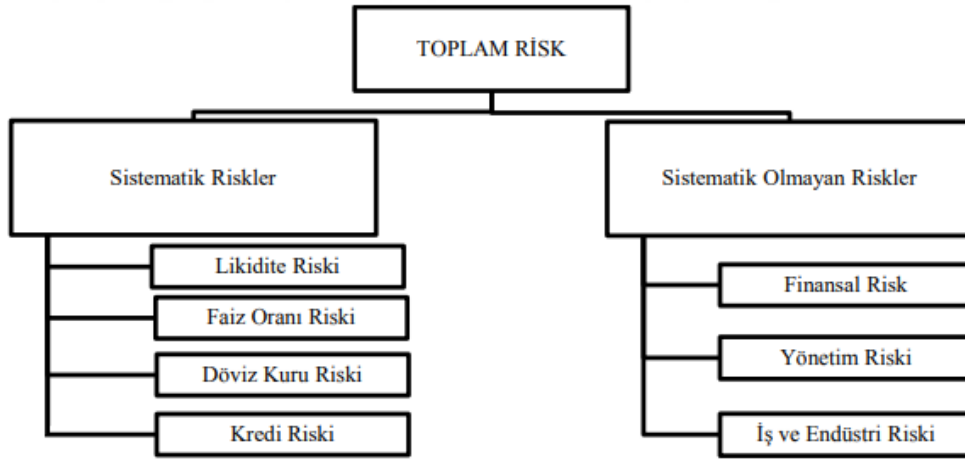 TOPLAM RİSK
Sistematik Riskler
Likidite Riski
Faiz Oranı Riski
Döviz Kuru Riski
Kredi Riski
Sistematik Olmayan Riskler
Finansal Risk
Yönetim Riski
İş ve Endüstri Riski